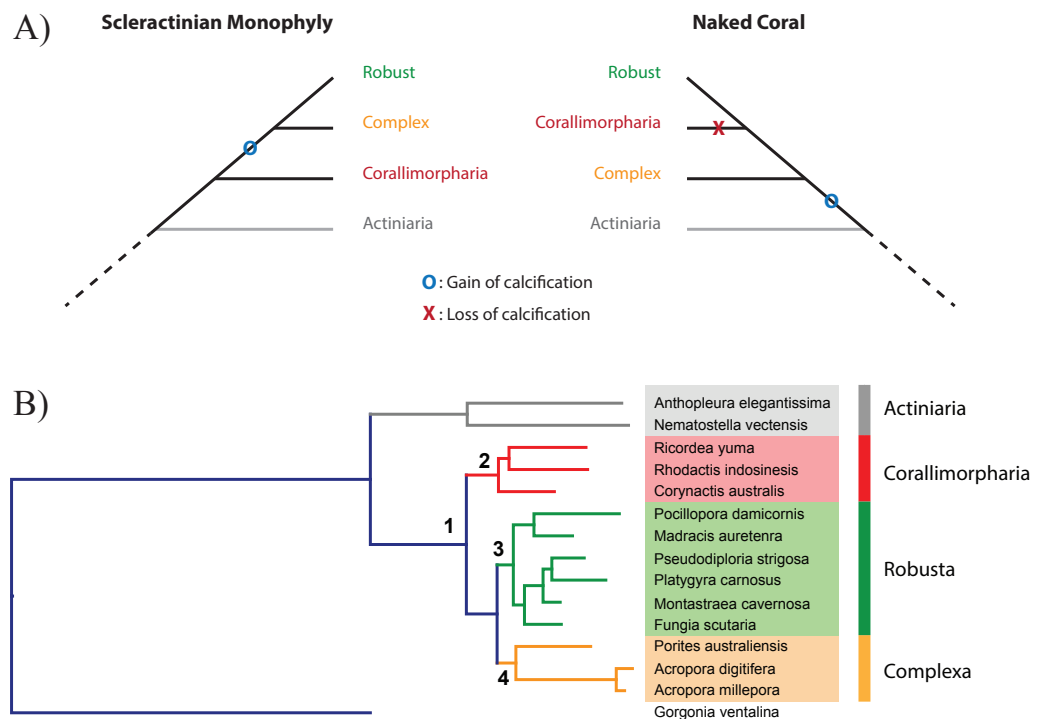 A)
Scleractinian Monophyly
Robust
Complex
Corallimorpharia
Actiniaria
Naked Coral
Robust
Corallimorpharia
X
Complex
Actiniaria
O
O
O : Gain of calcification
X : Loss of calcification
B)
1
2
3
4
Anthopleura elegantissima
Nematostella vectensis
Ricordea yuma
Rhodactis indosinesis
Corynactis australis
Pocillopora damicornis
Madracis auretenra
Pseudodiploria strigosa
Platygyra carnosus
Montastraea cavernosa
Fungia scutaria
Porites australiensis
Acropora digitifera
Acropora millepora
Gorgonia ventalina
Actiniaria
Corallimorpharia
Robusta
Complexa